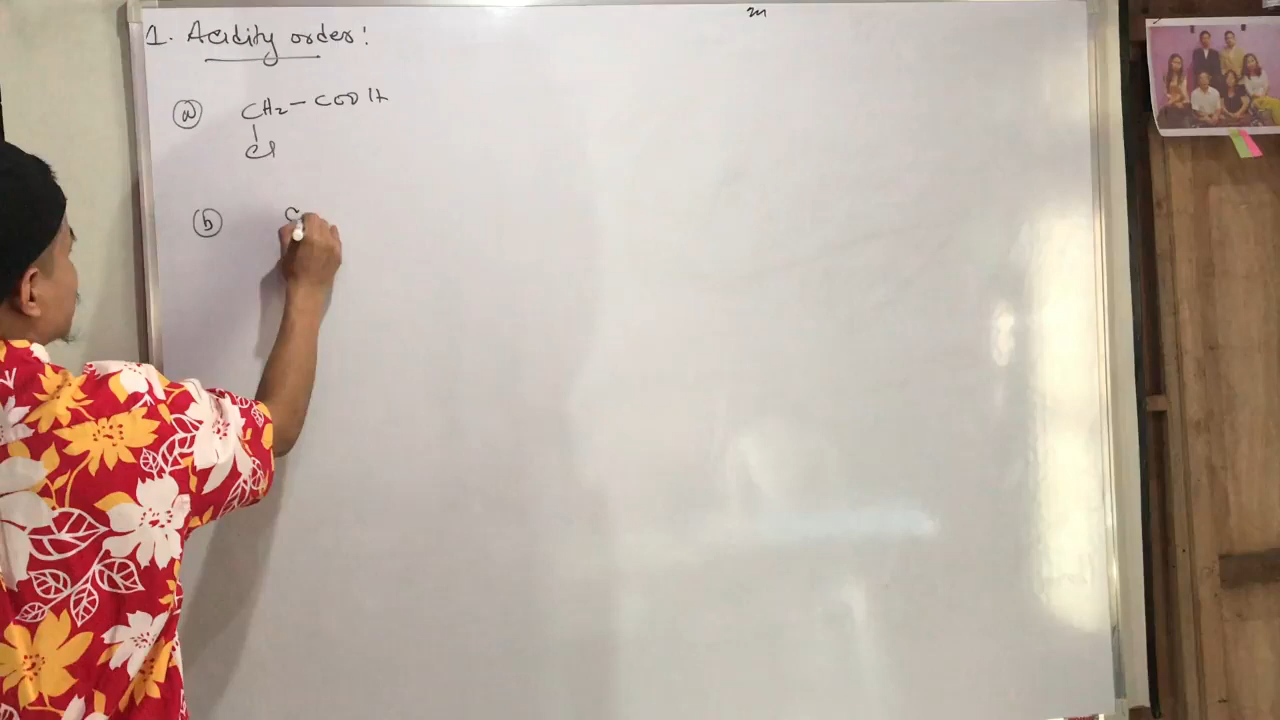 1. Acidity order:
(a) CH₂ – COOH
|
Cl
(b) C